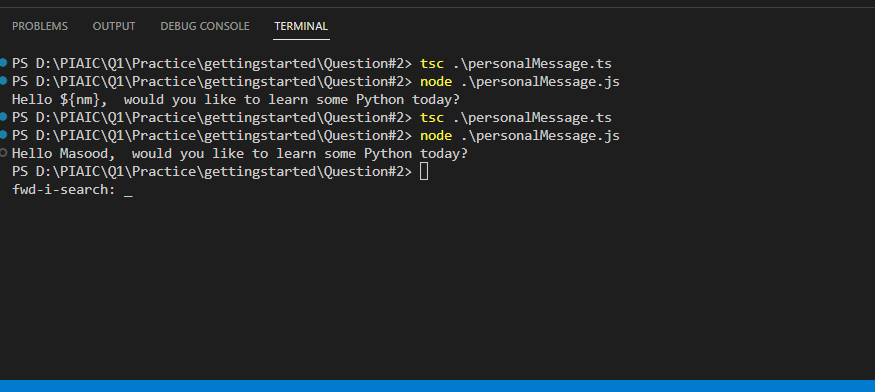 PROBLEMS OUTPUT DEBUG CONSOLE TERMINAL
PS D:\PIAIC\Q1\Practice\gettingstarted\Question#2> tsc .\personalMessage.ts
PS D:\PIAIC\Q1\Practice\gettingstarted\Question#2> node .\personalMessage.js
Hello ${nm},  would you like to learn some Python today?
PS D:\PIAIC\Q1\Practice\gettingstarted\Question#2> tsc .\personalMessage.ts
PS D:\PIAIC\Q1\Practice\gettingstarted\Question#2> node .\personalMessage.js
Hello Masood,  would you like to learn some Python today?
PS D:\PIAIC\Q1\Practice\gettingstarted\Question#2>
fwd-i-search: _